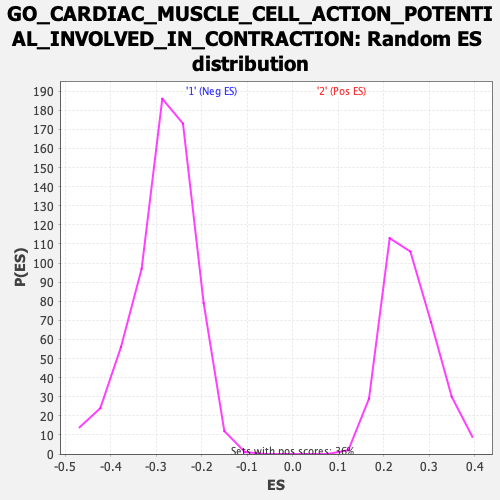 GO_CARDIAC_MUSCLE_CELL_ACTION_POTENTI
AL_INVOLVED_IN_CONTRACTION: Random ES
distribution
'1' (Neg ES) '2' (Pos ES)
190
180
170
160
150
140
130
120
110
100
90
80
70
60
50
40
30
20
10
0
P(ES)
Sets with pos scores: 36%
-0.5 -0.4 -0.3 -0.2 -0.1 0.0 0.1 0.2 0.3 0.4
ES